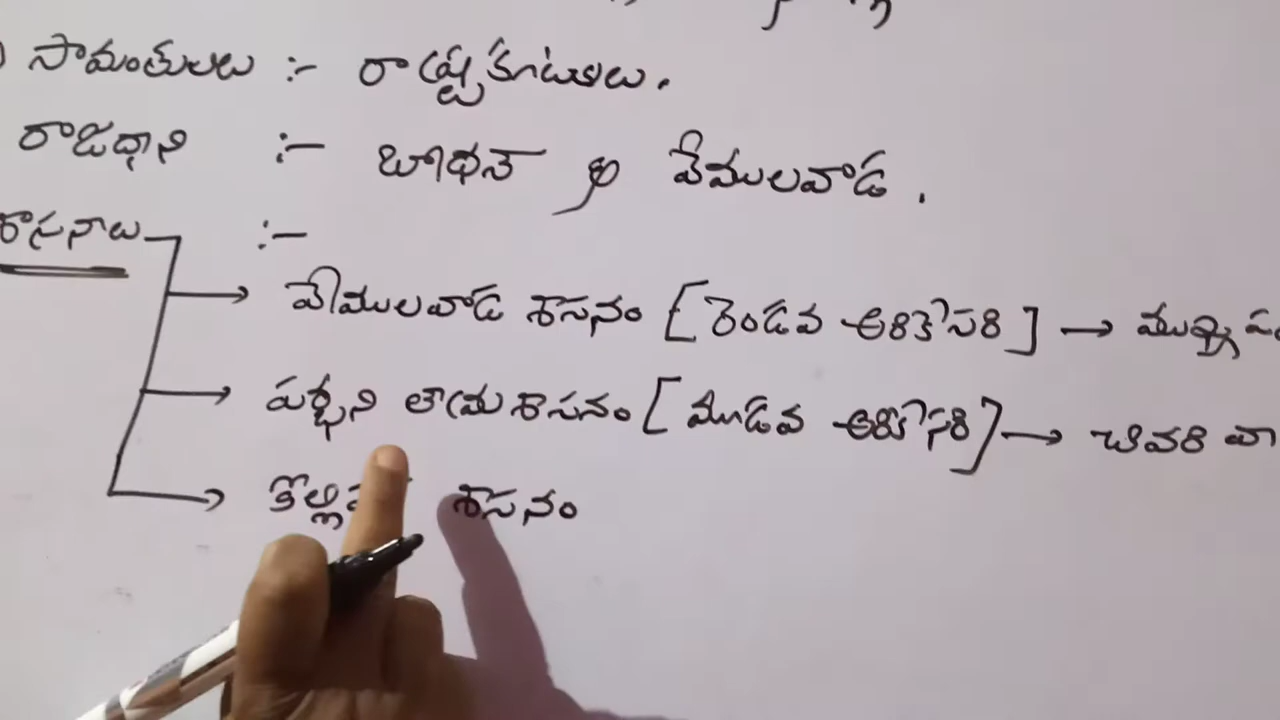 సామంతులు :- రాష్ట్రకూటులు.
రాజధాని :- బోధన్ & వేములవాడ.
శాసనాలు :-
→ వేములవాడ శాసనం [రెండవ అరికేసరి] →
→ పర్భని తామ్ర శాసనం [మూడవ అరికేసరి] → చివరి
→ శాసనం